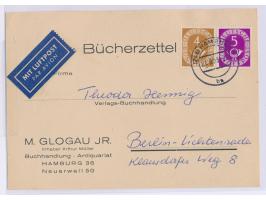 Bücherzettel
MIT LUFTPOST
PAR AVION
Firma
5
Theodor Hennig
Verlags-Buchhandlung
M. GLOGAU JR.
Inhaber Arthur Müller
Buchhandlung · Antiquariat
HAMBURG 36
Neuerwall 50
Berlin-Lichtenrade
Weg 8